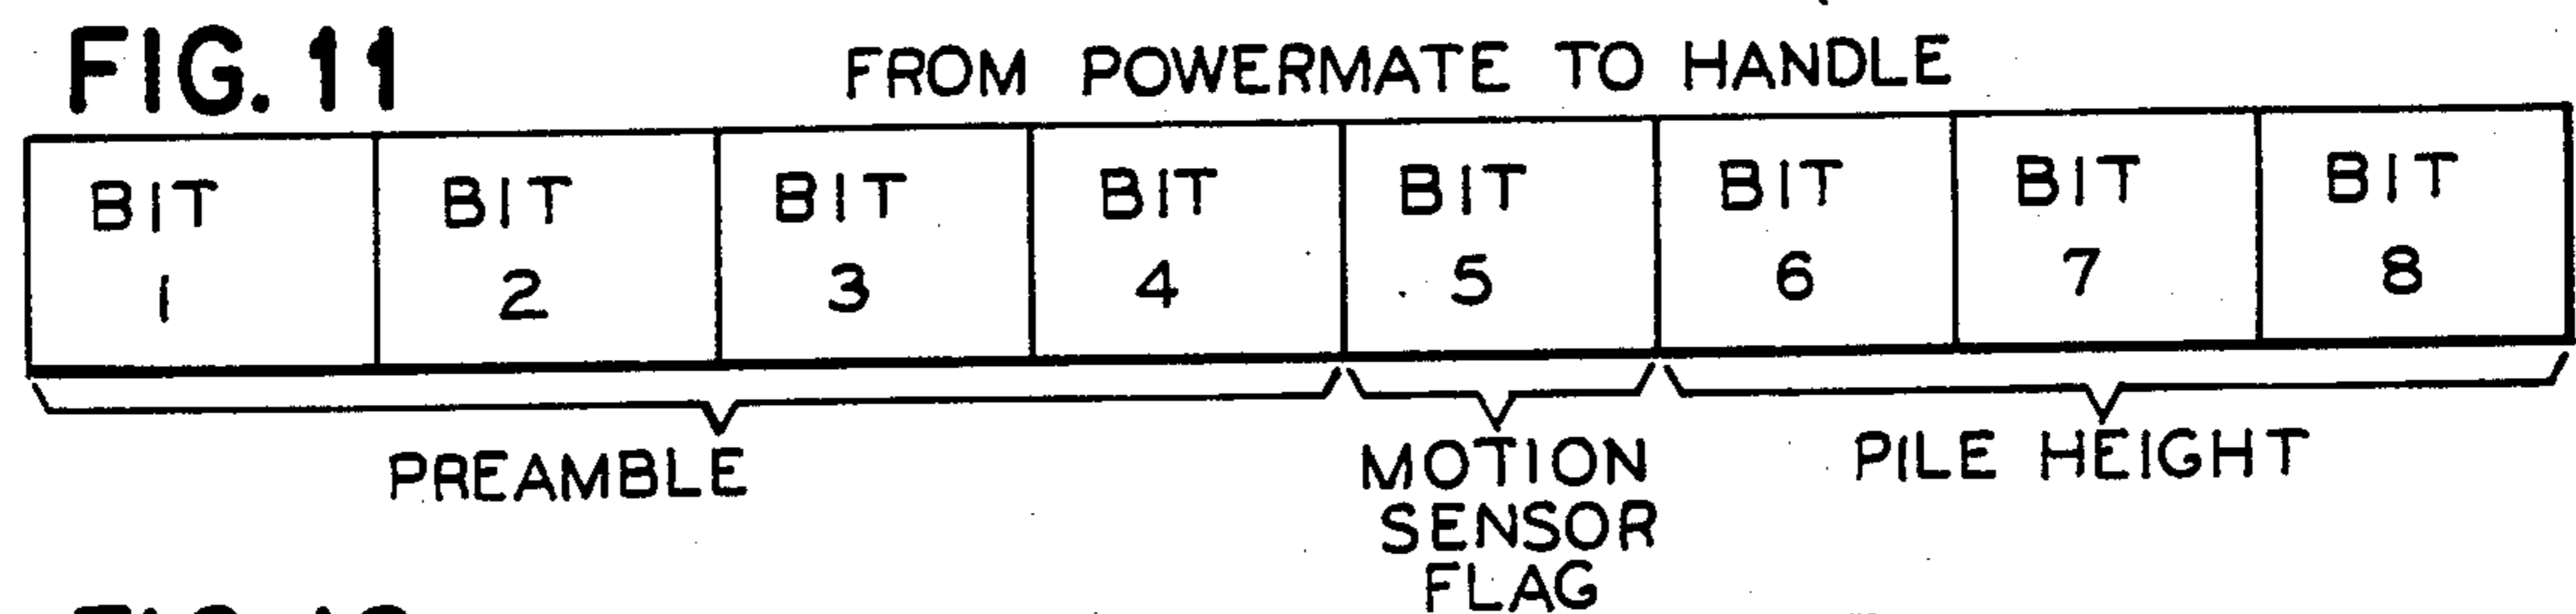 FIG. 11
FROM POWERMATE TO HANDLE
BIT BIT BIT BIT BIT BIT BIT BIT
1 2 3 4 5 6 7 8
PREAMBLE
MOTION
SENSOR
FLAG
PILE HEIGHT